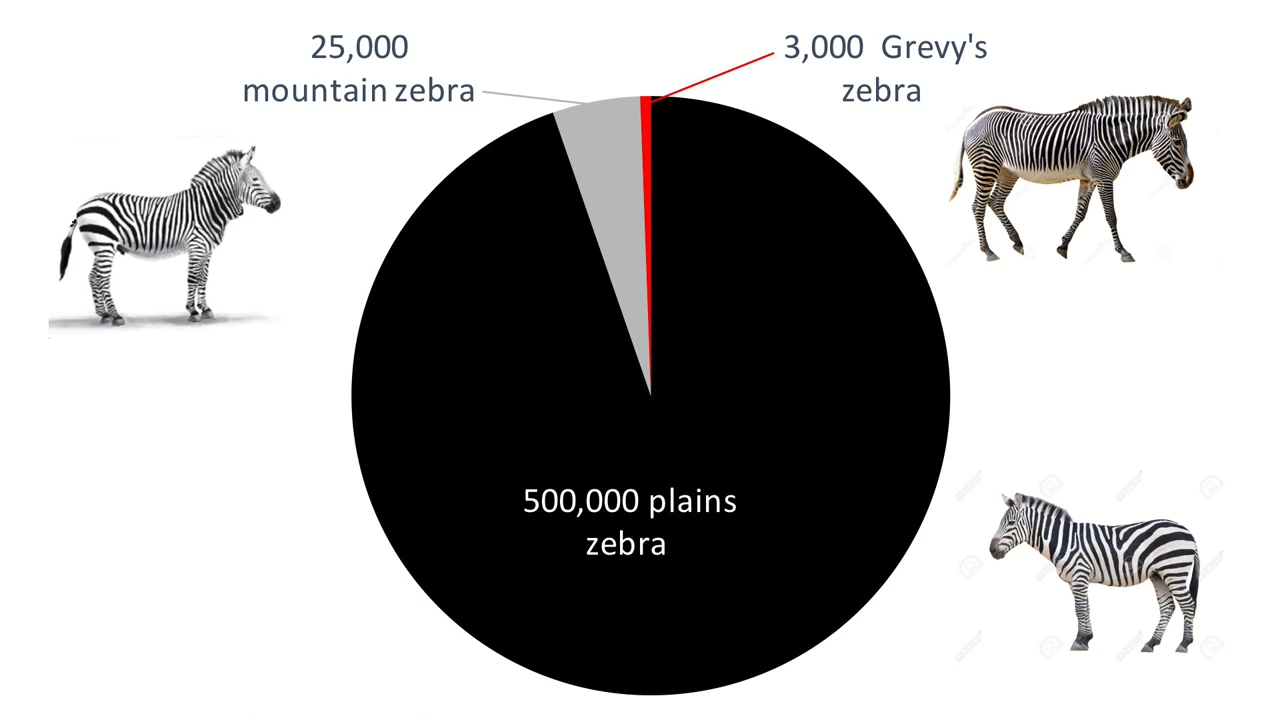 25,000
mountain zebra
3,000  Grevy's
zebra
500,000 plains
zebra